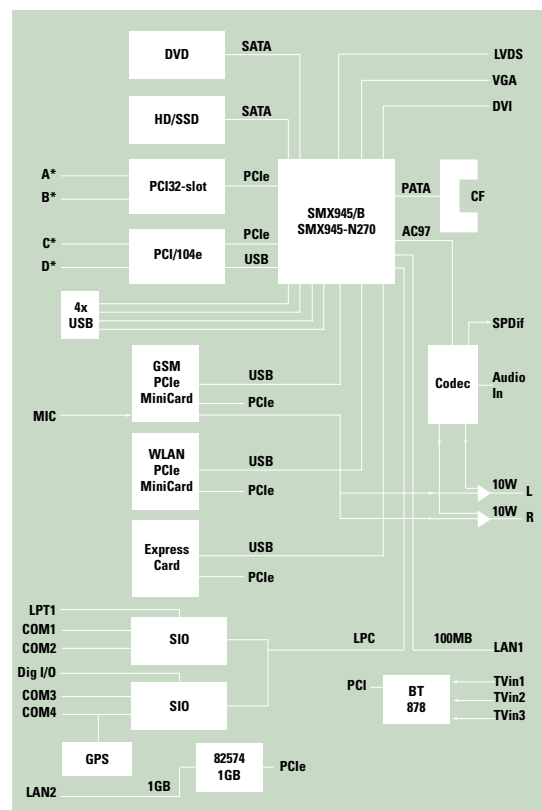 DVD
SATA
LVDS
VGA
DVI
HD/SSD
SATA
A*
B*
PCI32-slot
PCIe
SMX945/B
SMX945-N270
PATA
CF
AC97
C*
D*
PCI/104e
PCIe
USB
4x
USB
SPDif
Codec
Audio
In
GSM
PCIe
MiniCard
USB
PCIe
MIC
WLAN
PCIe
MiniCard
USB
PCIe
10W
L
10W
R
Express
Card
USB
PCIe
LPT1
COM1
COM2
SIO
LPC
100MB
LAN1
Dig I/O
COM3
COM4
SIO
PCI
BT
878
TVin1
TVin2
TVin3
GPS
82574
1GB
PCIe
1GB
LAN2